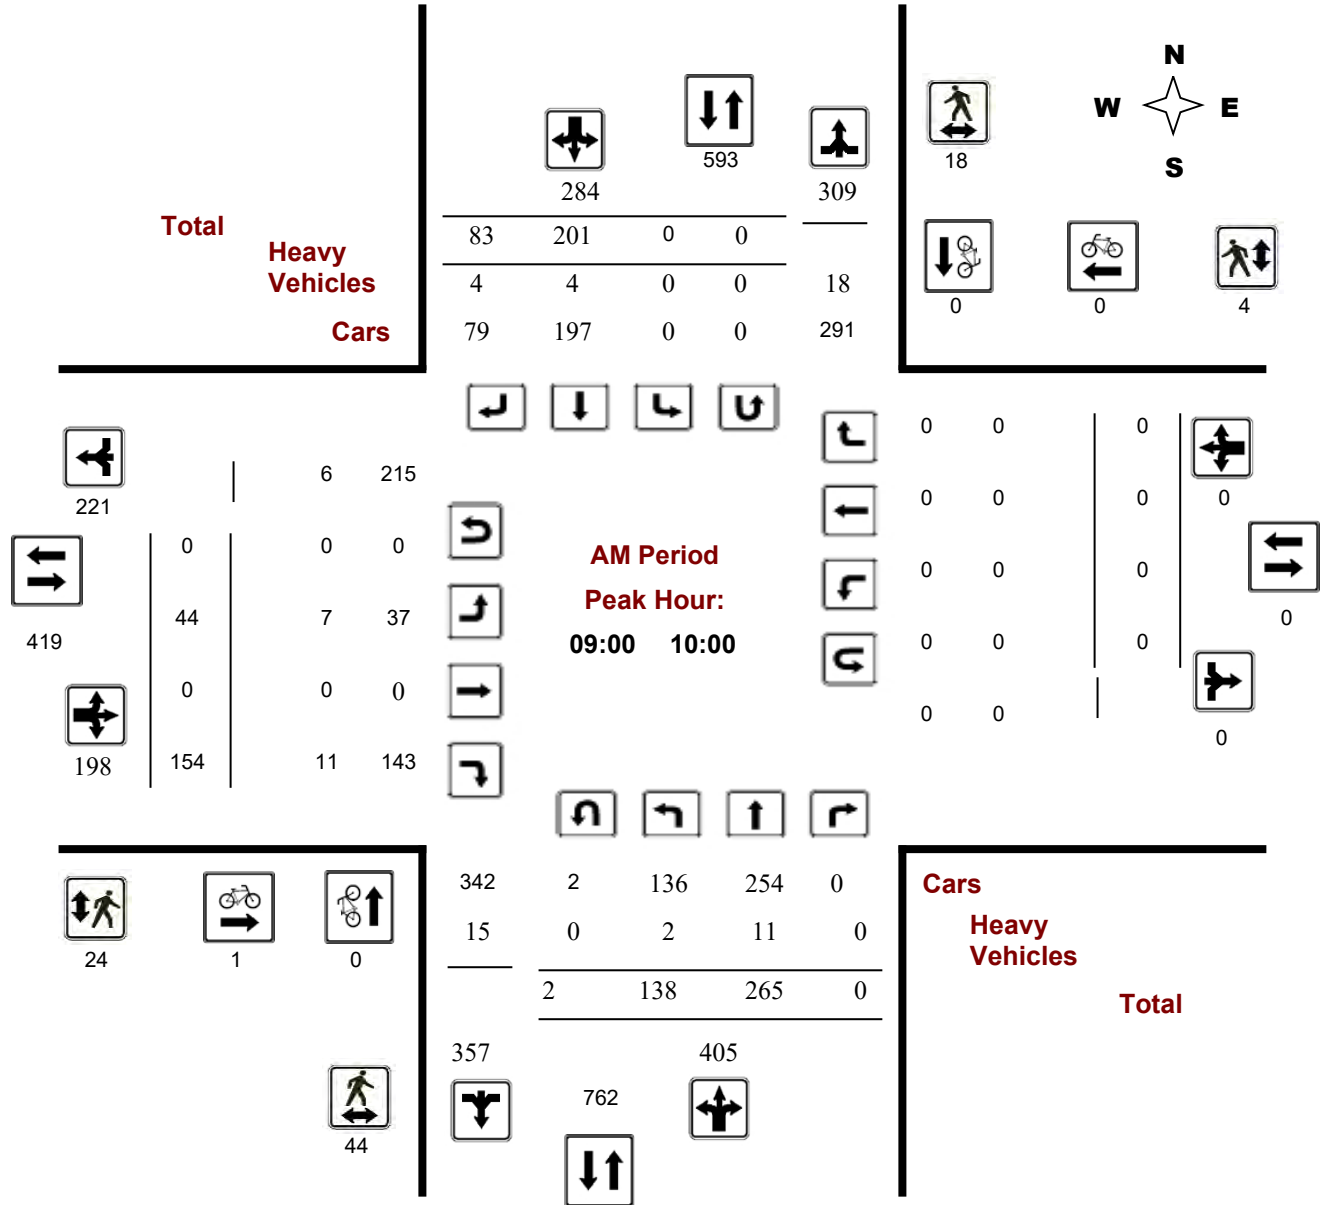 N
W E
S
593
18
284 309
Total
83 201 0 0
Heavy
Vehicles
4 4 0 0 18
0 0 4
Cars
79 197 0 0 291
0 0 0
6 215
221
0 0 0 0
0 0 0
AM Period
0 0 0
Peak Hour:
44 7 37
0
419
09:00 10:00
0 0 0
0 0 0
0 0
0
198 154 11 143
342 2 136 254 0
Cars
15 0 2 11 0
Heavy
Vehicles
24 1 0
2 138 265 0
Total
357 405
762
44